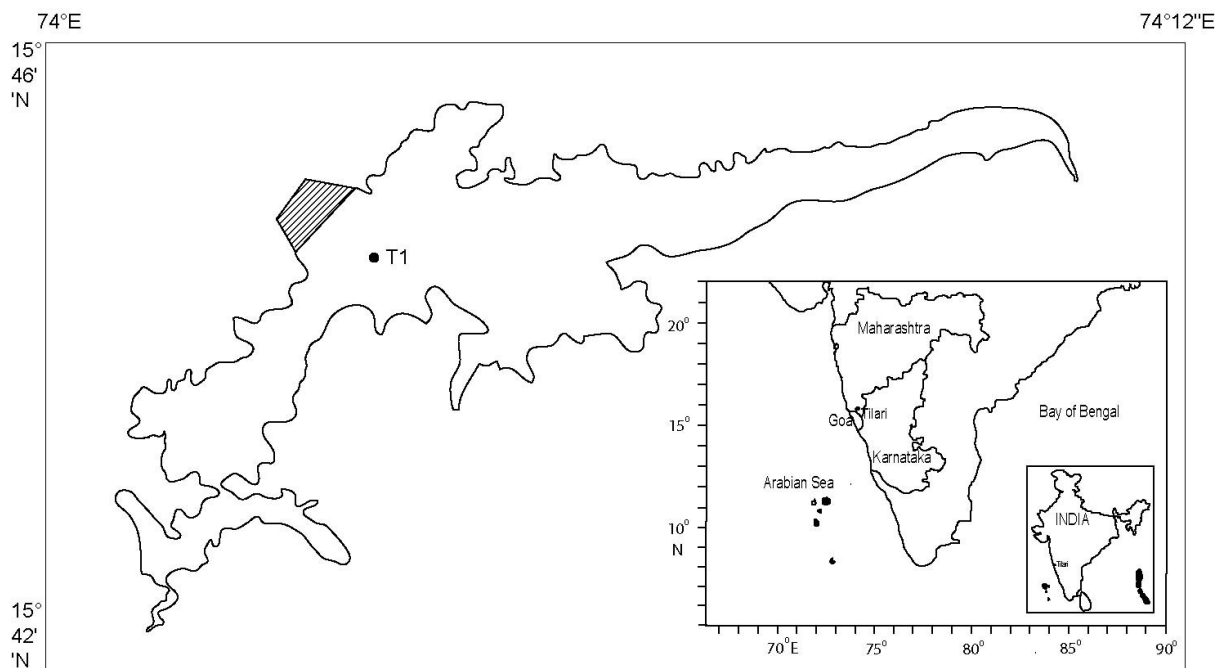 74°E
74°12"E
15°
46'
'N
T1
15°
42'
'N
20°
Maharashtra
Tilari
Goa
15°
Karnataka
Bay of Bengal
Arabian Sea
10°
N
INDIA
Tilari
70°E
75°
80°
85°
90°